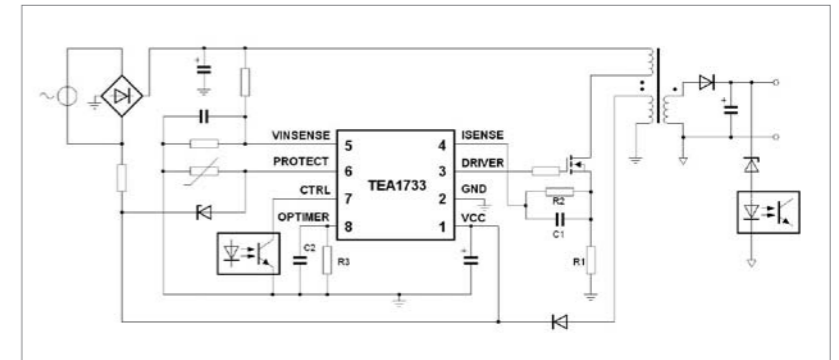 VINSENSE
PROTECT
CTRL
OPTIMER
5
6
7
8
TEA1733
4
3
2
1
ISENSE
DRIVER
GND
VCC
R2
C1
R1
C2
R3
+
+
+
~